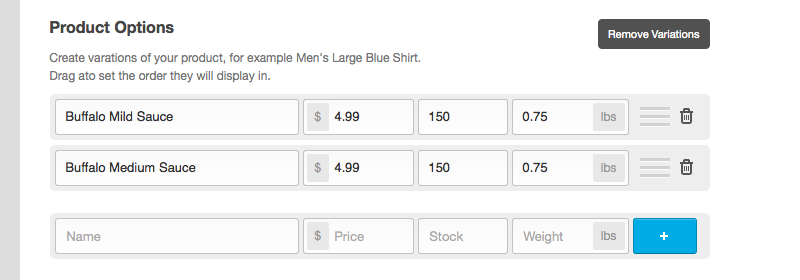 Product Options
Remove Variations
Create varations of your product, for example Men's Large Blue Shirt.
Drag ato set the order they will display in.
Buffalo Mild Sauce $ 4.99 150 0.75 lbs
Buffalo Medium Sauce $ 4.99 150 0.75 lbs
Name $ Price Stock Weight lbs +